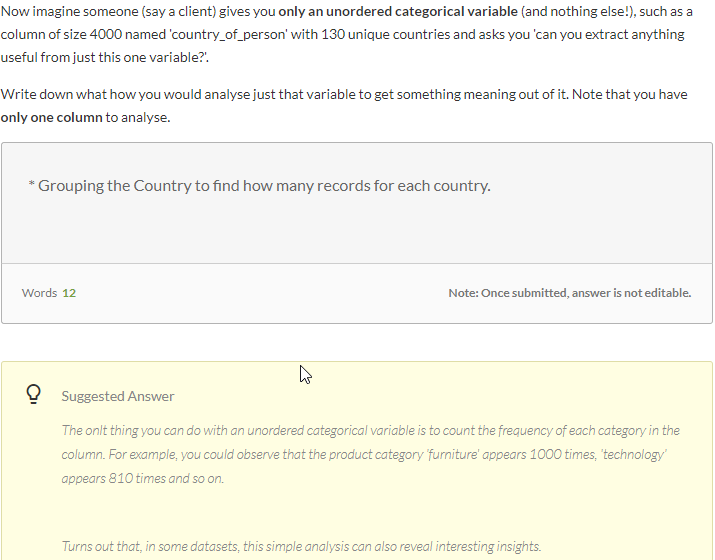 Now imagine someone (say a client) gives you only an unordered categorical variable (and nothing else!), such as a
column of size 4000 named 'country_of_person' with 130 unique countries and asks you 'can you extract anything
useful from just this one variable?'.
Write down what how you would analyse just that variable to get something meaning out of it. Note that you have
only one column to analyse.
* Grouping the Country to find how many records for each country.
Words 12
Note: Once submitted, answer is not editable.
Suggested Answer
The onlt thing you can do with an unordered categorical variable is to count the frequency of each category in the
column. For example, you could observe that the product category 'furniture' appears 1000 times, 'technology'
appears 810 times and so on.
Turns out that, in some datasets, this simple analysis can also reveal interesting insights.